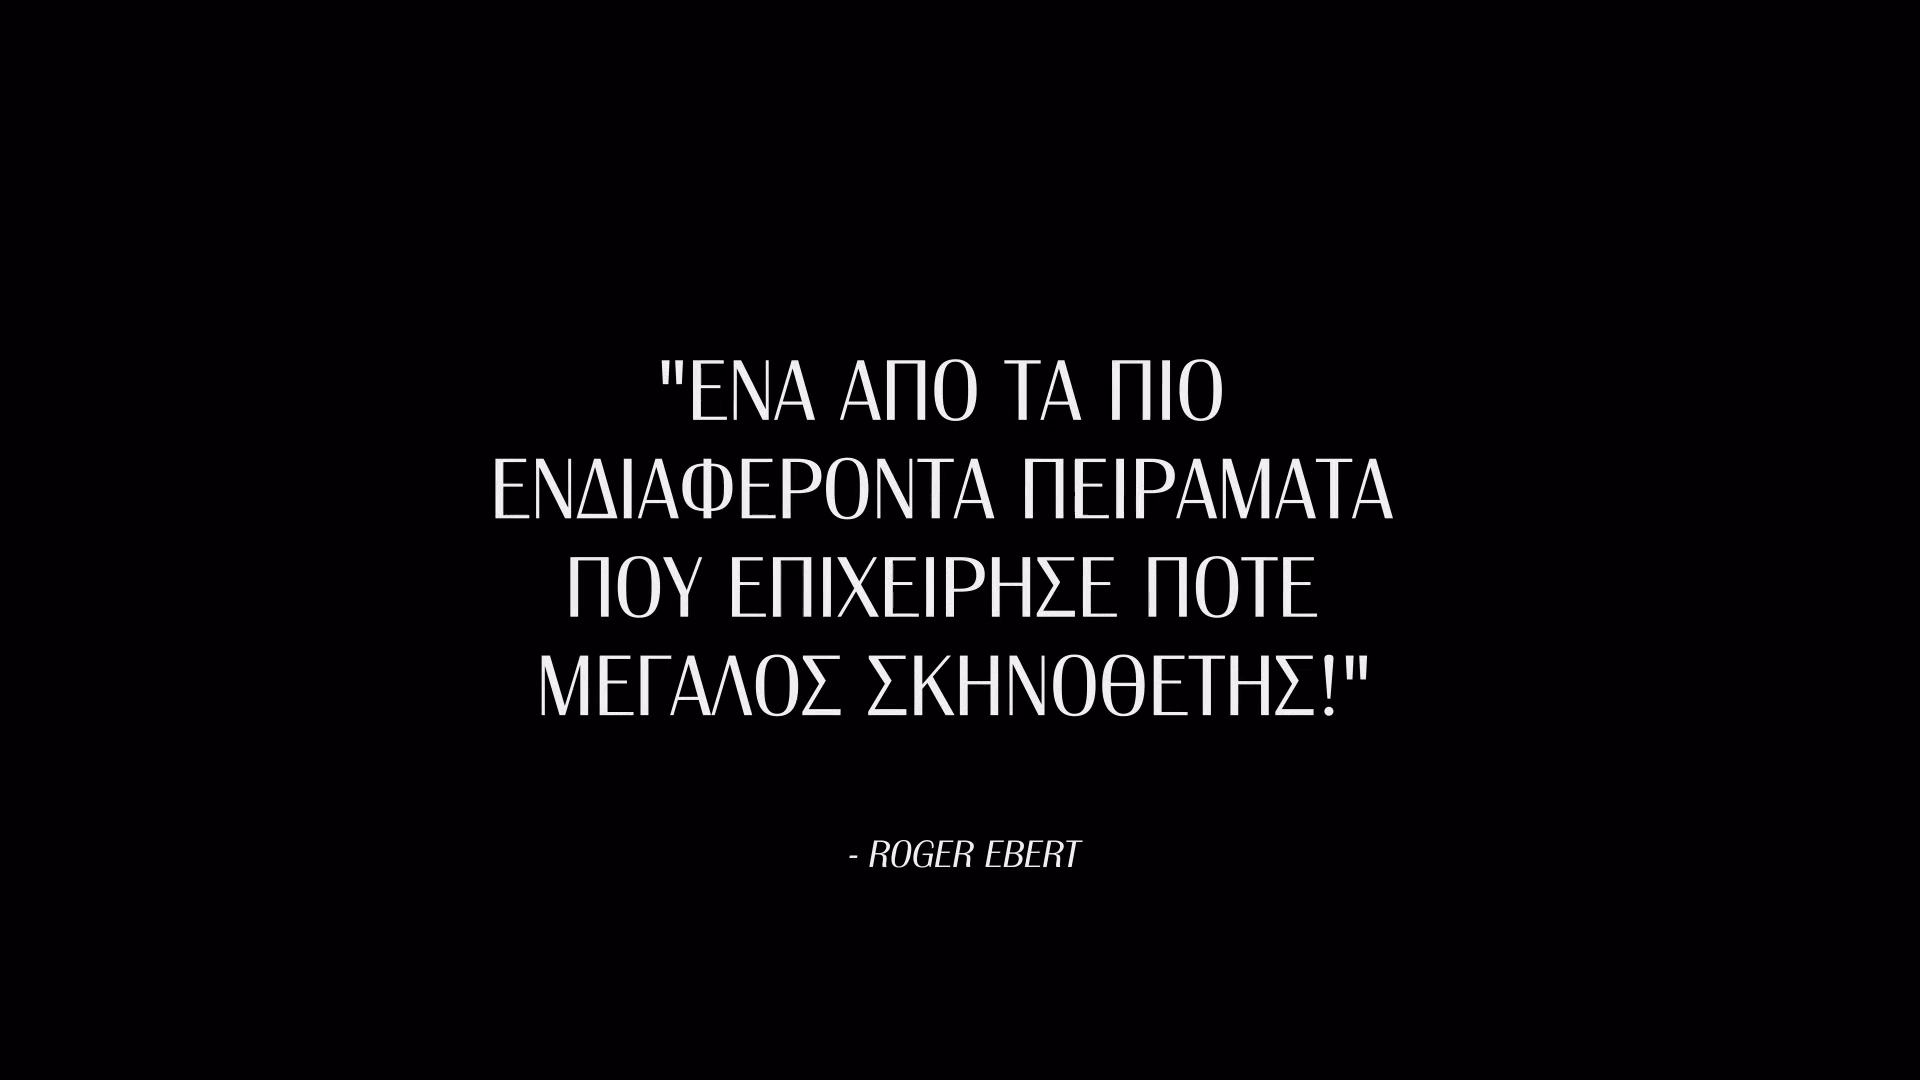 "ΕΝΑ ΑΠΟ ΤΑ ΠΙΟ
ΕΝΔΙΑΦΕΡΟΝΤΑ ΠΕΙΡΑΜΑΤΑ
ΠΟΥ ΕΠΙΧΕΙΡΗΣΕ ΠΟΤΕ
ΜΕΓΑΛΟΣ ΣΚΗΝΟΘΕΤΗΣ!"
- ROGER EBERT